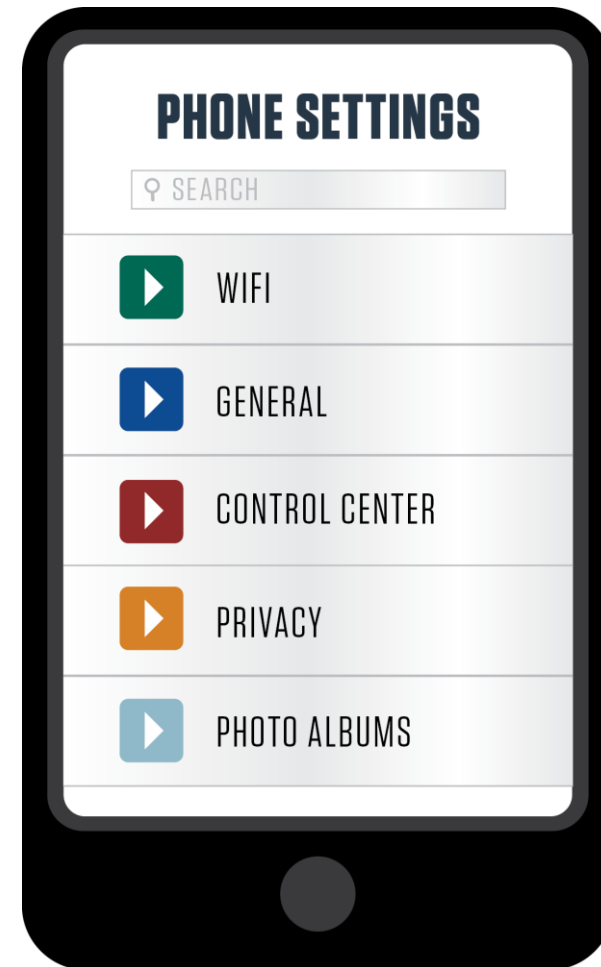 PHONE SETTINGS
SEARCH
WIFI
GENERAL
CONTROL CENTER
PRIVACY
PHOTO ALBUMS